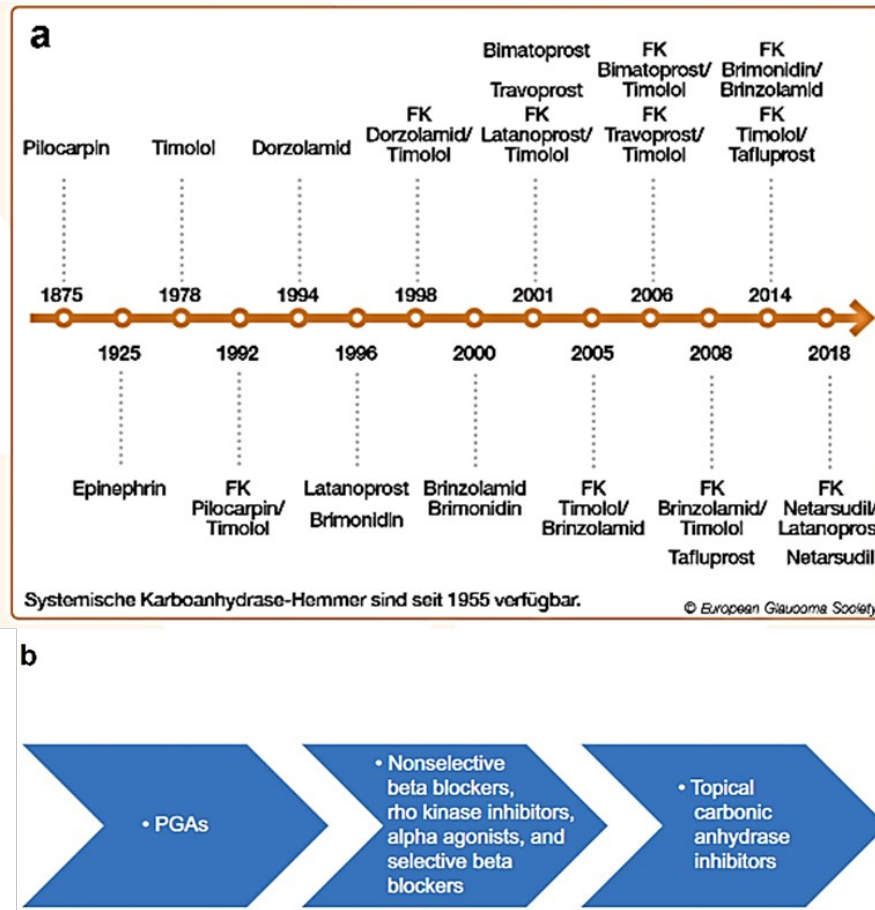 a
Bimatoprost
Travoprost
FK
Bimatoprost/
Timolol
FK
Brimonidin/
Brinzolamid
Pilocarpin
Timolol
Dorzolamid
FK
Dorzolamid/
Timolol
FK
Latanoprost/
Timolol
FK
Travoprost/
Timolol
FK
Timolol/
Tafluprost
1875
1978
1994
1998
2001
2006
2014
1925
1992
1996
2000
2005
2008
2018
Epinephrin
FK
Pilocarpin/
Timolol
Latanoprost
Brimonidin
Brinzolamid
Brimonidin
FK
Timolol/
Brinzolamid
FK
Brinzolamid/
Timolol
Tafluprost
FK
Netarsudil/
Latanopros
Netarsudil
Systemische Karboanhydrase-Hemmer sind seit 1955 verfügbar.
© European Glaucoma Society
b
• PGAs
• Nonselective
beta blockers,
rho kinase inhibitors,
alpha agonists, and
selective beta
blockers
• Topical
carbonic
anhydrase
inhibitors